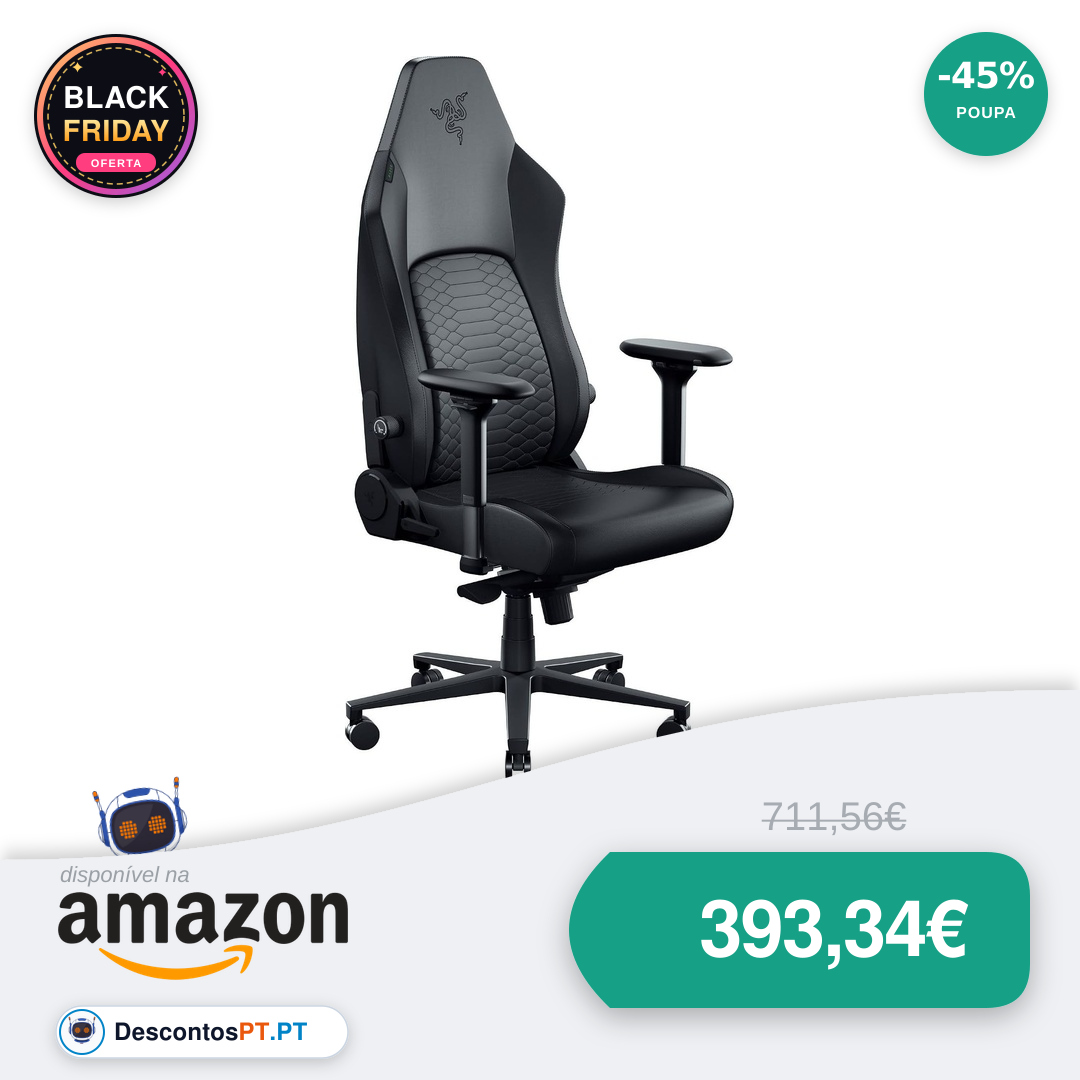 BLACK
FRIDAY
OFERTA
-45%
POUPA
711,56€
393,34€
disponível na
amazon
DescontosPT.PT